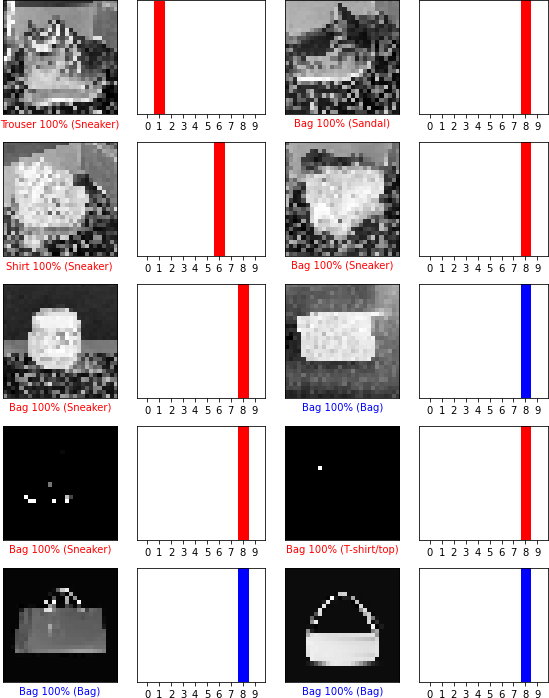 0 1 2 3 4 5 6 7 8 9
0 1 2 3 4 5 6 7 8 9
Trouser 100% (Sneaker)
Bag 100% (Sandal)
0 1 2 3 4 5 6 7 8 9
0 1 2 3 4 5 6 7 8 9
Shirt 100% (Sneaker)
Bag 100% (Sneaker)
0 1 2 3 4 5 6 7 8 9
0 1 2 3 4 5 6 7 8 9
Bag 100% (Sneaker)
Bag 100% (Bag)
0 1 2 3 4 5 6 7 8 9
0 1 2 3 4 5 6 7 8 9
Bag 100% (Sneaker)
Bag 100% (T-shirt/top)
0 1 2 3 4 5 6 7 8 9
0 1 2 3 4 5 6 7 8 9
Bag 100% (Bag)
Bag 100% (Bag)